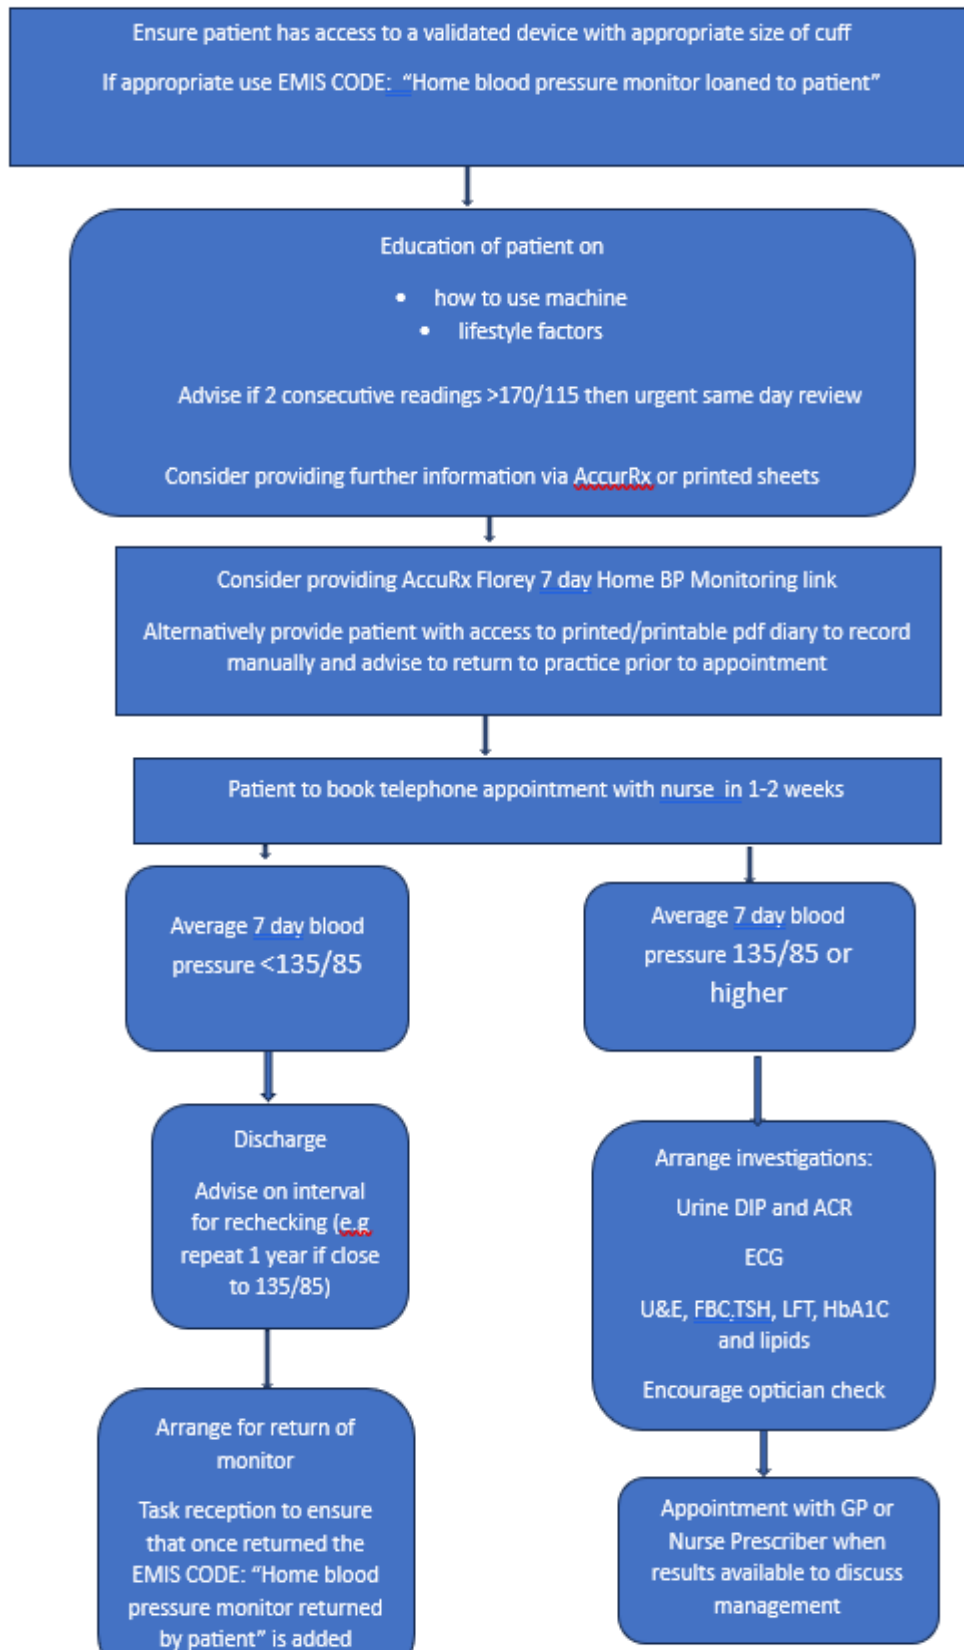 Ensure patient has access to a validated device with appropriate size of cuff
If appropriate use EMIS CODE: “Home blood pressure monitor loaned to patient”
Education of patient on
• how to use machine
• lifestyle factors
Advise if 2 consecutive readings >170/115 then urgent same day review
Consider providing further information via AccurRx or printed sheets
Consider providing AccuRx Florey 7 day Home BP Monitoring link
Alternatively provide patient with access to printed/printable pdf diary to record
manually and advise to return to practice prior to appointment
Patient to book telephone appointment with nurse in 1-2 weeks
Average 7 day blood
pressure <135/85
Discharge
Advise on interval
for rechecking (e.g
repeat 1 year if close
to 135/85)
Arrange for return of
monitor
Task reception to ensure
that once returned the
EMIS CODE: “Home blood
pressure monitor returned
by patient” is added
Average 7 day blood
pressure 135/85 or
higher
Arrange investigations:
Urine DIP and ACR
ECG
U&E, FBC,TSH, LFT, HbA1C
and lipids
Encourage optician check
Appointment with GP or
Nurse Prescriber when
results available to discuss
management